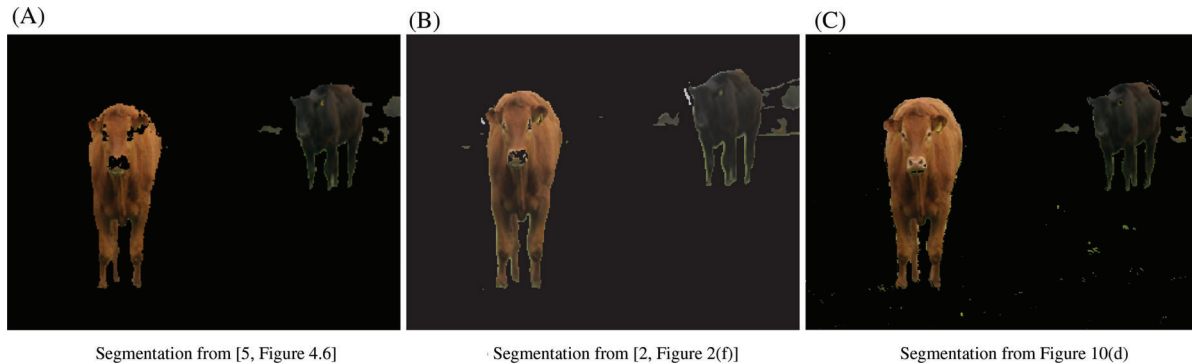 (A)
(B)
(C)
Segmentation from [5, Figure 4.6]
Segmentation from [2, Figure 2(f)]
Segmentation from Figure 10(d)